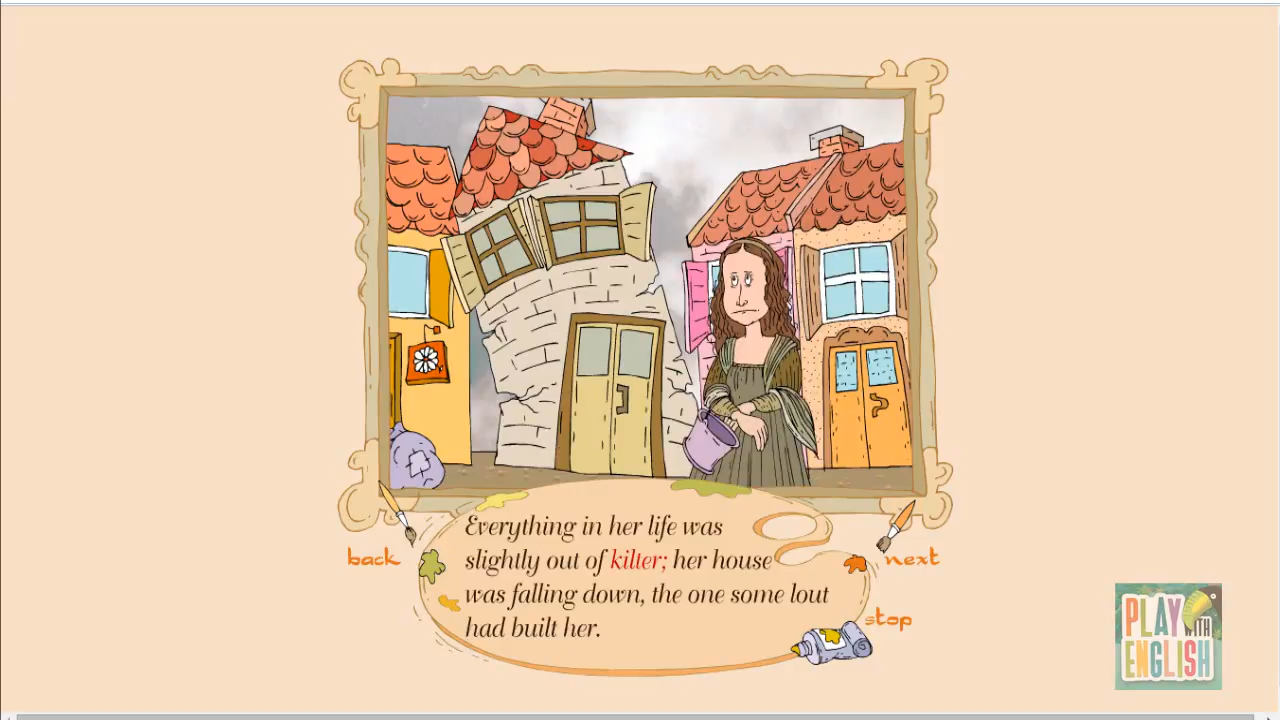 Everything in her life was
slightly out of kilter; her house
was falling down, the one some lout
had built her.
back
next
stop
PLAY
WITH
ENGLISH